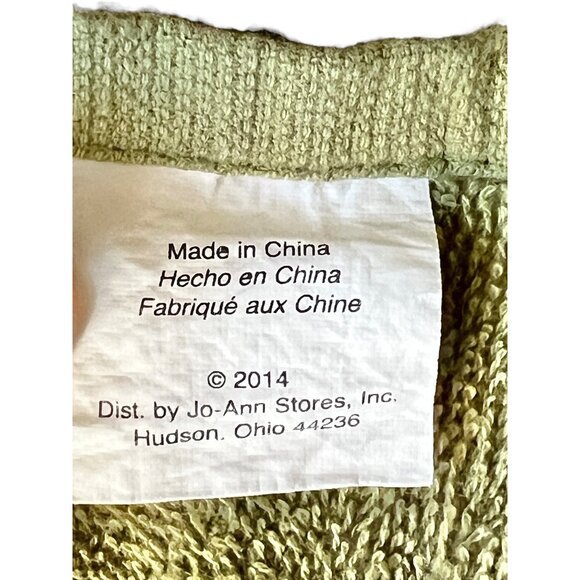 Made in China
Hecho en China
Fabriqué aux Chine
© 2014
Dist. by Jo-Ann Stores, Inc.
Hudson, Ohio 44236